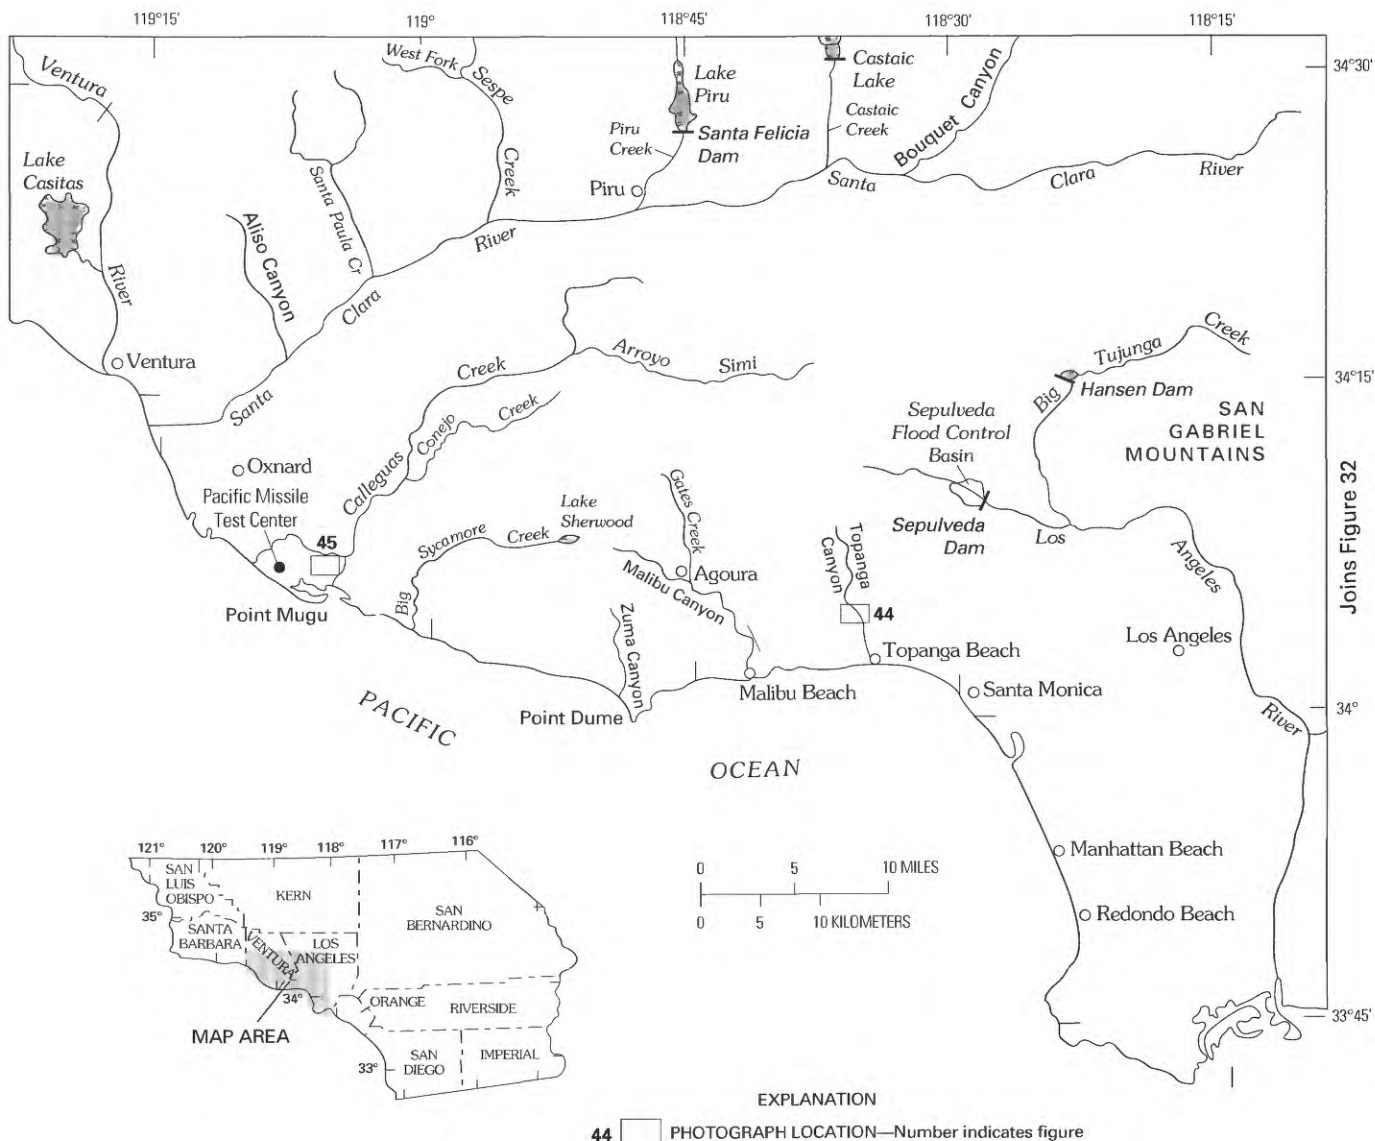 119°15'
119°
118°45'
118°30'
118°15'
34°30'
34°15'
34°
33°45'
Joins Figure 32
Ventura
River
Lake
Casitas
West Fork
Sespe
Creek
Lake
Piru
Santa Felicia
Dam
Piru
Creek
Piru
Castaic
Lake
Castaic
Creek
Bouquet Canyon
Santa
Clara
River
Santa Paula Cr
Aliso Canyon
River
Clara
Santa
Ventura
Creek
Arroyo
Simi
Conejo
Creek
Calleguas
Oxnard
Pacific Missile
Test Center
45
Point Mugu
Big
Sycamore
Creek
Lake
Sherwood
Gates Creek
Agoura
Malibu Canyon
Zuma Canyon
Point Dume
Malibu Beach
Topanga
Canyon
44
Topanga Beach
Santa Monica
Sepulveda
Flood Control
Basin
Sepulveda
Dam
Big
Tujunga
Creek
Hansen Dam
SAN
GABRIEL
MOUNTAINS
Los
Angeles
River
Los Angeles
PACIFIC
OCEAN
Manhattan Beach
Redondo Beach
0 5 10 MILES
0 5 10 KILOMETERS
121° 120° 119° 118° 117° 116°
35°
34°
33°
SAN
LUIS
OBISPO
KERN
SAN
BERNARDINO
SANTA
BARBARA
VENTURA
LOS
ANGELES
ORANGE
RIVERSIDE
SAN
DIEGO
IMPERIAL
MAP AREA
EXPLANATION
44 PHOTOGRAPH LOCATION—Number indicates figure